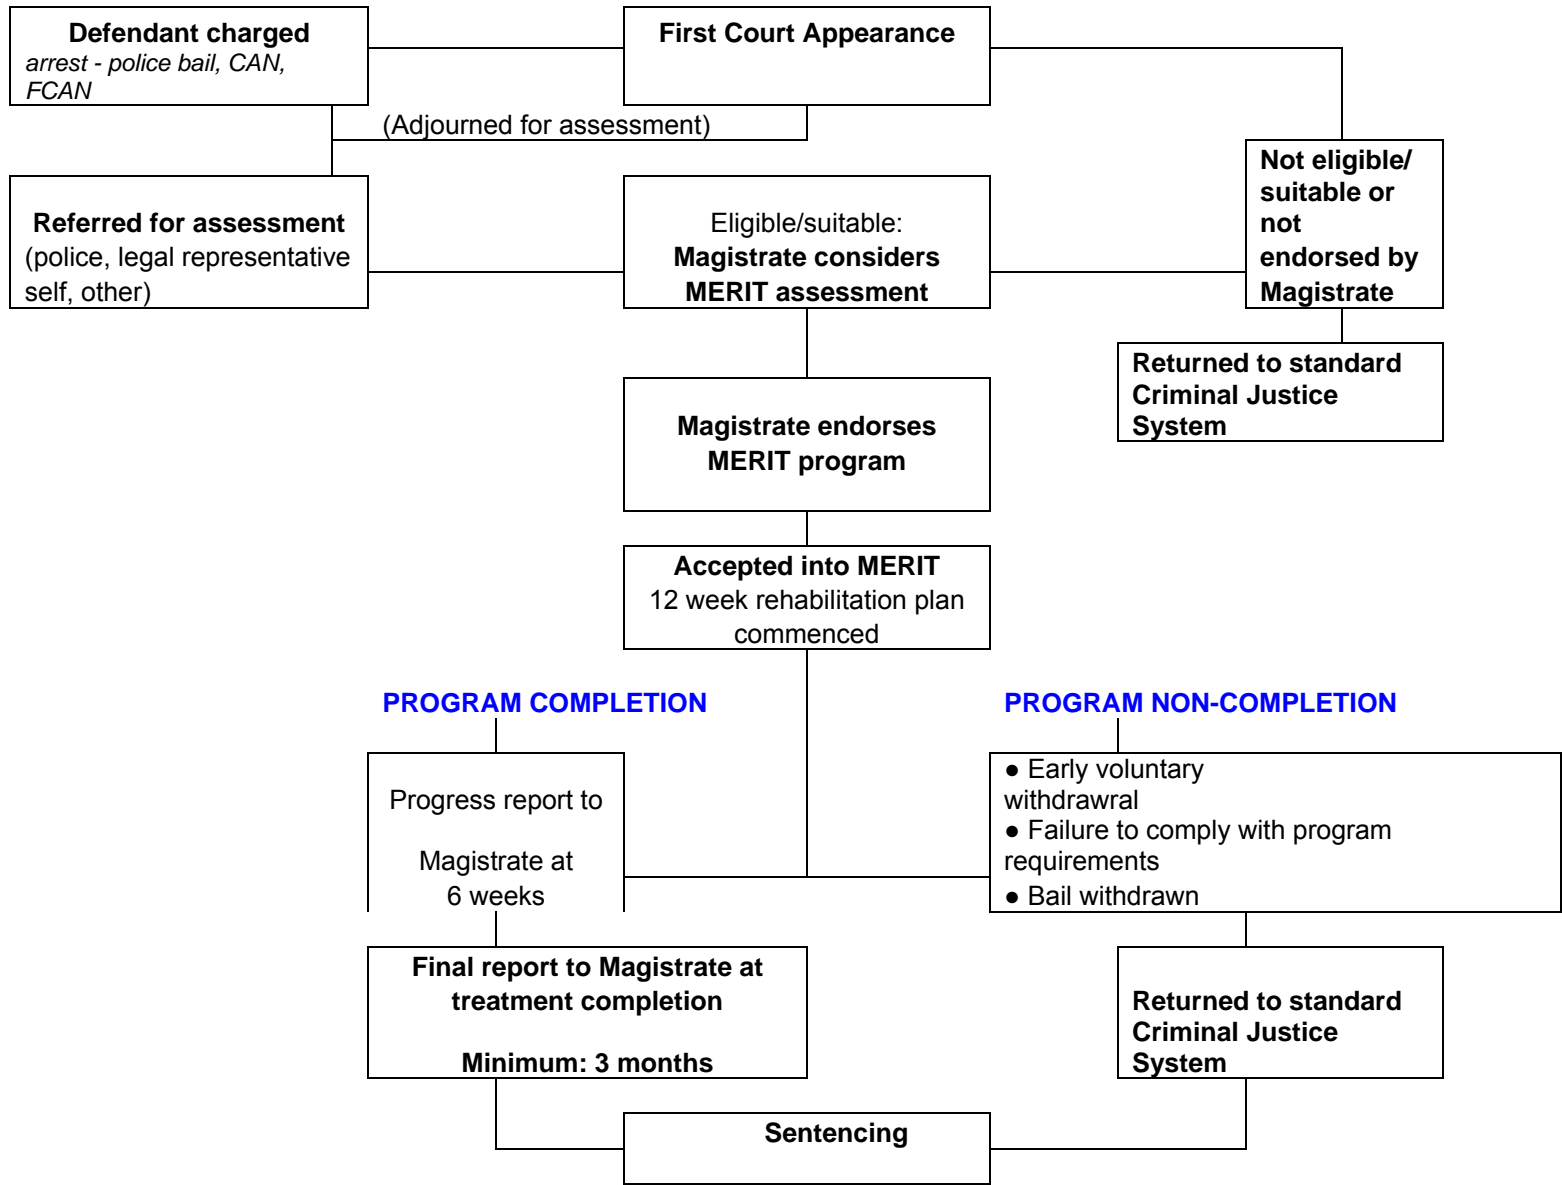 Defendant charged
arrest - police bail, CAN,
FCAN
First Court Appearance
(Adjourned for assessment)
Referred for assessment
(police, legal representative
self, other)
Eligible/suitable:
Magistrate considers
MERIT assessment
Not eligible/
suitable or
not
endorsed by
Magistrate
Returned to standard
Criminal Justice
System
Magistrate endorses
MERIT program
Accepted into MERIT
12 week rehabilitation plan
commenced
PROGRAM COMPLETION
PROGRAM NON-COMPLETION
Progress report to
Magistrate at
6 weeks
● Early voluntary
withdrawral
● Failure to comply with program
requirements
● Bail withdrawn
Final report to Magistrate at
treatment completion
Minimum: 3 months
Returned to standard
Criminal Justice
System
Sentencing